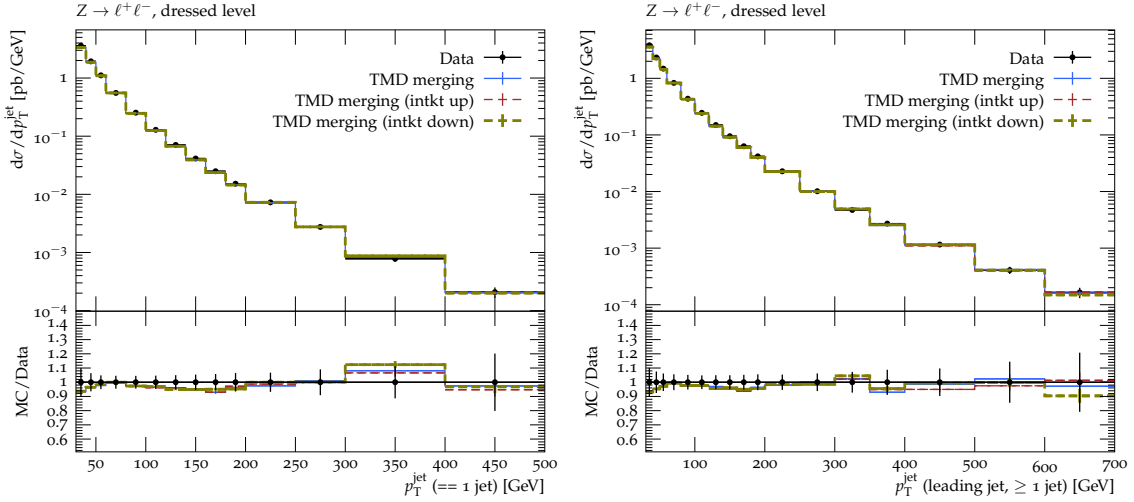 Z → ℓ⁺ℓ⁻, dressed level
dσ/dp_T^jet [pb/GeV]
Data
TMD merging
TMD merging (intkt up)
TMD merging (intkt down)
1
10⁻¹
10⁻²
10⁻³
10⁻⁴
MC/Data
1.4
1.3
1.2
1.1
1
0.9
0.8
0.7
0.6
50 100 150 200 250 300 350 400 450 500
p_T^jet (== 1 jet) [GeV]
Z → ℓ⁺ℓ⁻, dressed level
dσ/dp_T^jet [pb/GeV]
Data
TMD merging
TMD merging (intkt up)
TMD merging (intkt down)
1
10⁻¹
10⁻²
10⁻³
10⁻⁴
MC/Data
1.4
1.3
1.2
1.1
1
0.9
0.8
0.7
0.6
100 200 300 400 500 600 700
p_T^jet (leading jet, ≥ 1 jet) [GeV]